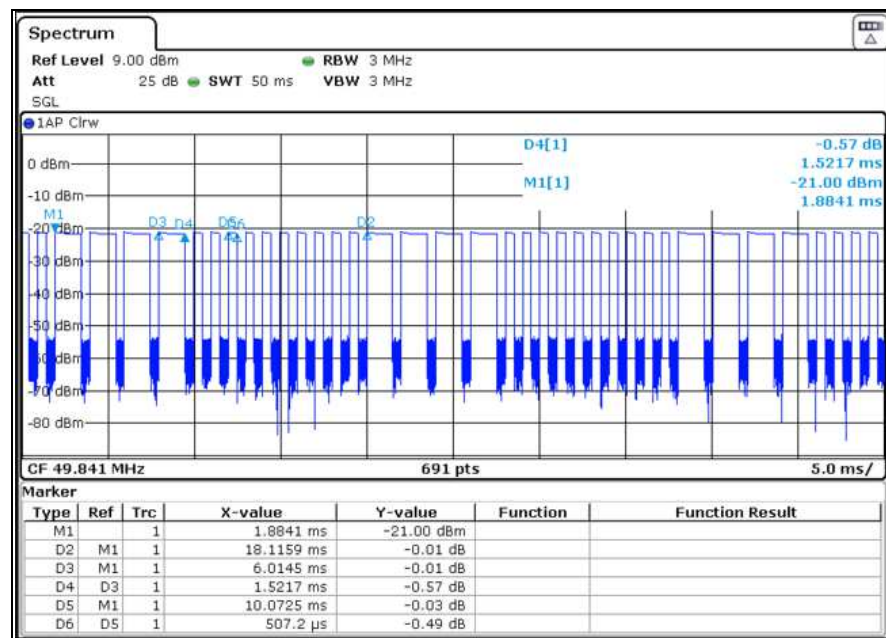 Spectrum
Ref Level 9.00 dBm RBW 3 MHz
Att 25 dB SWT 50 ms VBW 3 MHz
SGL
1AP Clrw
D4[1] -0.57 dB
1.5217 ms
M1[1] -21.00 dBm
1.8841 ms
0 dBm
-10 dBm
M1 D3 D4 D5 D6 D2
-20 dBm
-30 dBm
-40 dBm
-50 dBm
-60 dBm
-70 dBm
-80 dBm
CF 49.841 MHz 691 pts 5.0 ms/
Marker
Type Ref Trc X-value Y-value Function Function Result
M1 1 1.8841 ms -21.00 dBm
D2 M1 1 18.1159 ms -0.01 dB
D3 M1 1 6.0145 ms -0.01 dB
D4 D3 1 1.5217 ms -0.57 dB
D5 M1 1 10.0725 ms -0.03 dB
D6 D5 1 507.2 µs -0.49 dB